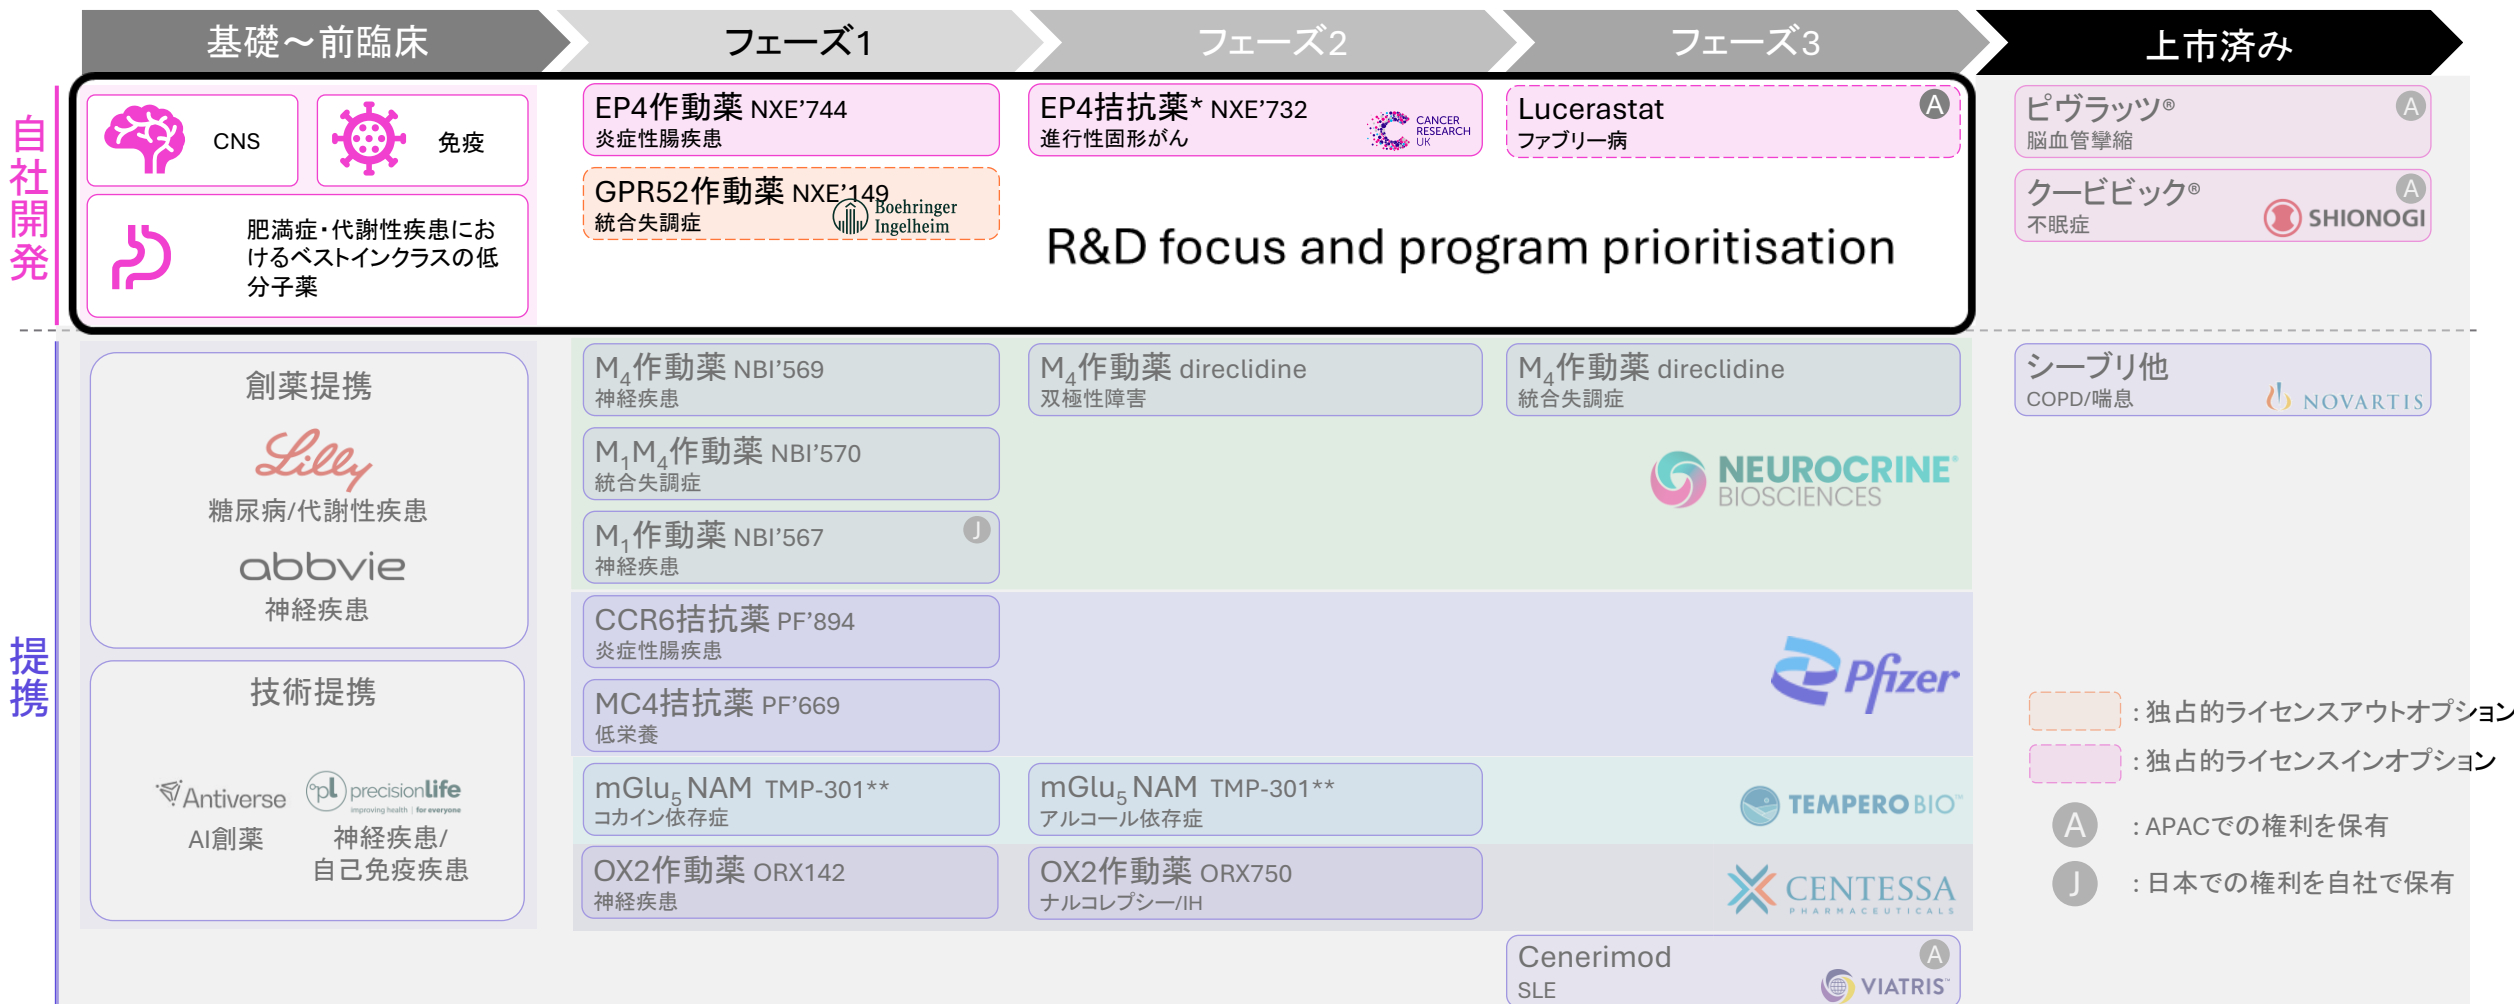 基礎～前臨床
フェーズ1
フェーズ2
フェーズ3
上市済み
自社開発
CNS
免疫
肥満症・代謝性疾患にお
けるベストインクラスの低
分子薬
EP4作動薬 NXE’744
炎症性腸疾患
GPR52作動薬 NXE’149
統合失調症
Boehringer
Ingelheim
EP4拮抗薬* NXE’732
進行性固形がん
CANCER
RESEARCH
UK
Lucerastat
ファブリー病
A
R&D focus and program prioritisation
ピヴラッツ®
脳血管攣縮
A
クービビック®
不眠症
A
SHIONOGI
提携
創薬提携
Lilly
糖尿病/代謝性疾患
abbvie
神経疾患
技術提携
Antiverse
AI創薬
pl precisionlife
improving health | for everyone
神経疾患/
自己免疫疾患
M₄作動薬 NBI’569
神経疾患
M₄作動薬 direclidine
双極性障害
M₄作動薬 direclidine
統合失調症
M₁M₄作動薬 NBI’570
統合失調症
M₁作動薬 NBI’567
神経疾患
J
NEUROCRINE®
BIOSCIENCES
CCR6拮抗薬 PF’894
炎症性腸疾患
MC4拮抗薬 PF’669
低栄養
Pfizer
mGlu₅ NAM TMP-301**
コカイン依存症
mGlu₅ NAM TMP-301**
アルコール依存症
TEMPERO BIO™
OX2作動薬 ORX142
神経疾患
OX2作動薬 ORX750
ナルコレプシー/IH
CENTESSA
PHARMACEUTICALS
Cenerimod
SLE
A
VIATRIS™
シーブリ他
COPD/喘息
NOVARTIS
: 独占的ライセンスアウトオプション
: 独占的ライセンスインオプション
A : APACでの権利を保有
J : 日本での権利を自社で保有